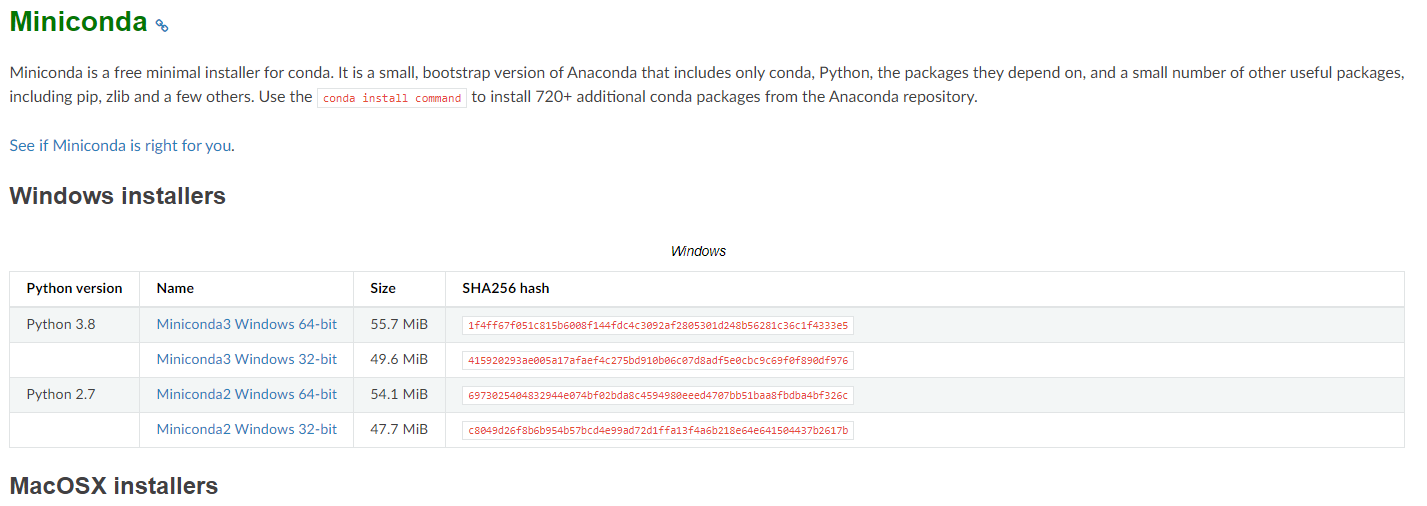 Miniconda
Miniconda is a free minimal installer for conda. It is a small, bootstrap version of Anaconda that includes only conda, Python, the packages they depend on, and a small number of other useful packages,
including pip, zlib and a few others. Use the conda install command to install 720+ additional conda packages from the Anaconda repository.
See if Miniconda is right for you.
Windows installers
Windows
Python version Name Size SHA256 hash
Python 3.8 Miniconda3 Windows 64-bit 55.7 MiB 1f4ff67f051c815b6008f144fdc4c3092af2805301d248b56281c36c1f4333e5
Miniconda3 Windows 32-bit 49.6 MiB 415920293ae005a17afaef4c275bd910b06c07d8adf5e0cbc9c69f0f890df976
Python 2.7 Miniconda2 Windows 64-bit 54.1 MiB 6973025404832944e074bf02bda8c4594980eeed4707bb51baa8fbdba4bf326c
Miniconda2 Windows 32-bit 47.7 MiB c8049d26f8b6b954b57bcd4e99ad72d1ffa13f4a6b218e64e641504437b2617b
MacOSX installers